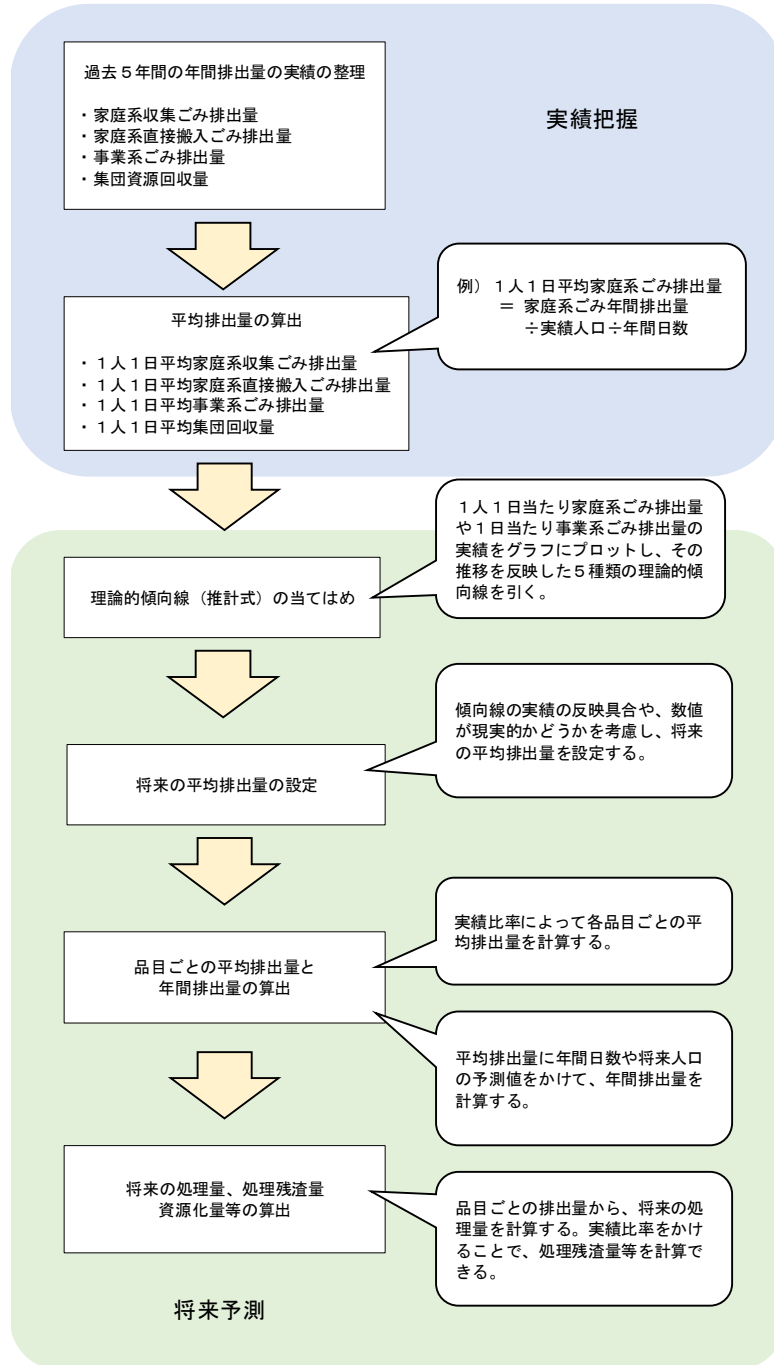 過去５年間の年間排出量の実績の整理
・家庭系収集ごみ排出量
・家庭系直接搬入ごみ排出量
・事業系ごみ排出量
・集団資源回収量
実績把握
例）１人１日平均家庭系ごみ排出量
＝ 家庭系ごみ年間排出量
÷実績人口÷年間日数
平均排出量の算出
・１人１日平均家庭系収集ごみ排出量
・１人１日平均家庭系直接搬入ごみ排出量
・１人１日平均事業系ごみ排出量
・１人１日平均集団回収量
１人１日当たり家庭系ごみ排出量
や１日当たり事業系ごみ排出量の
実績をグラフにプロットし、その
推移を反映した５種類の理論的傾
向線を引く。
理論的傾向線（推計式）の当てはめ
傾向線の実績の反映具合や、数値
が現実的かどうかを考慮し、将来
の平均排出量を設定する。
将来の平均排出量の設定
実績比率によって各品目ごとの平
均排出量を計算する。
品目ごとの平均排出量と
年間排出量の算出
平均排出量に年間日数や将来人口
の予測値をかけて、年間排出量を
計算する。
将来の処理量、処理残渣量
資源化量等の算出
品目ごとの排出量から、将来の処
理量を計算する。実績比率をかけ
ることで、処理残渣量等を計算で
きる。
将来予測